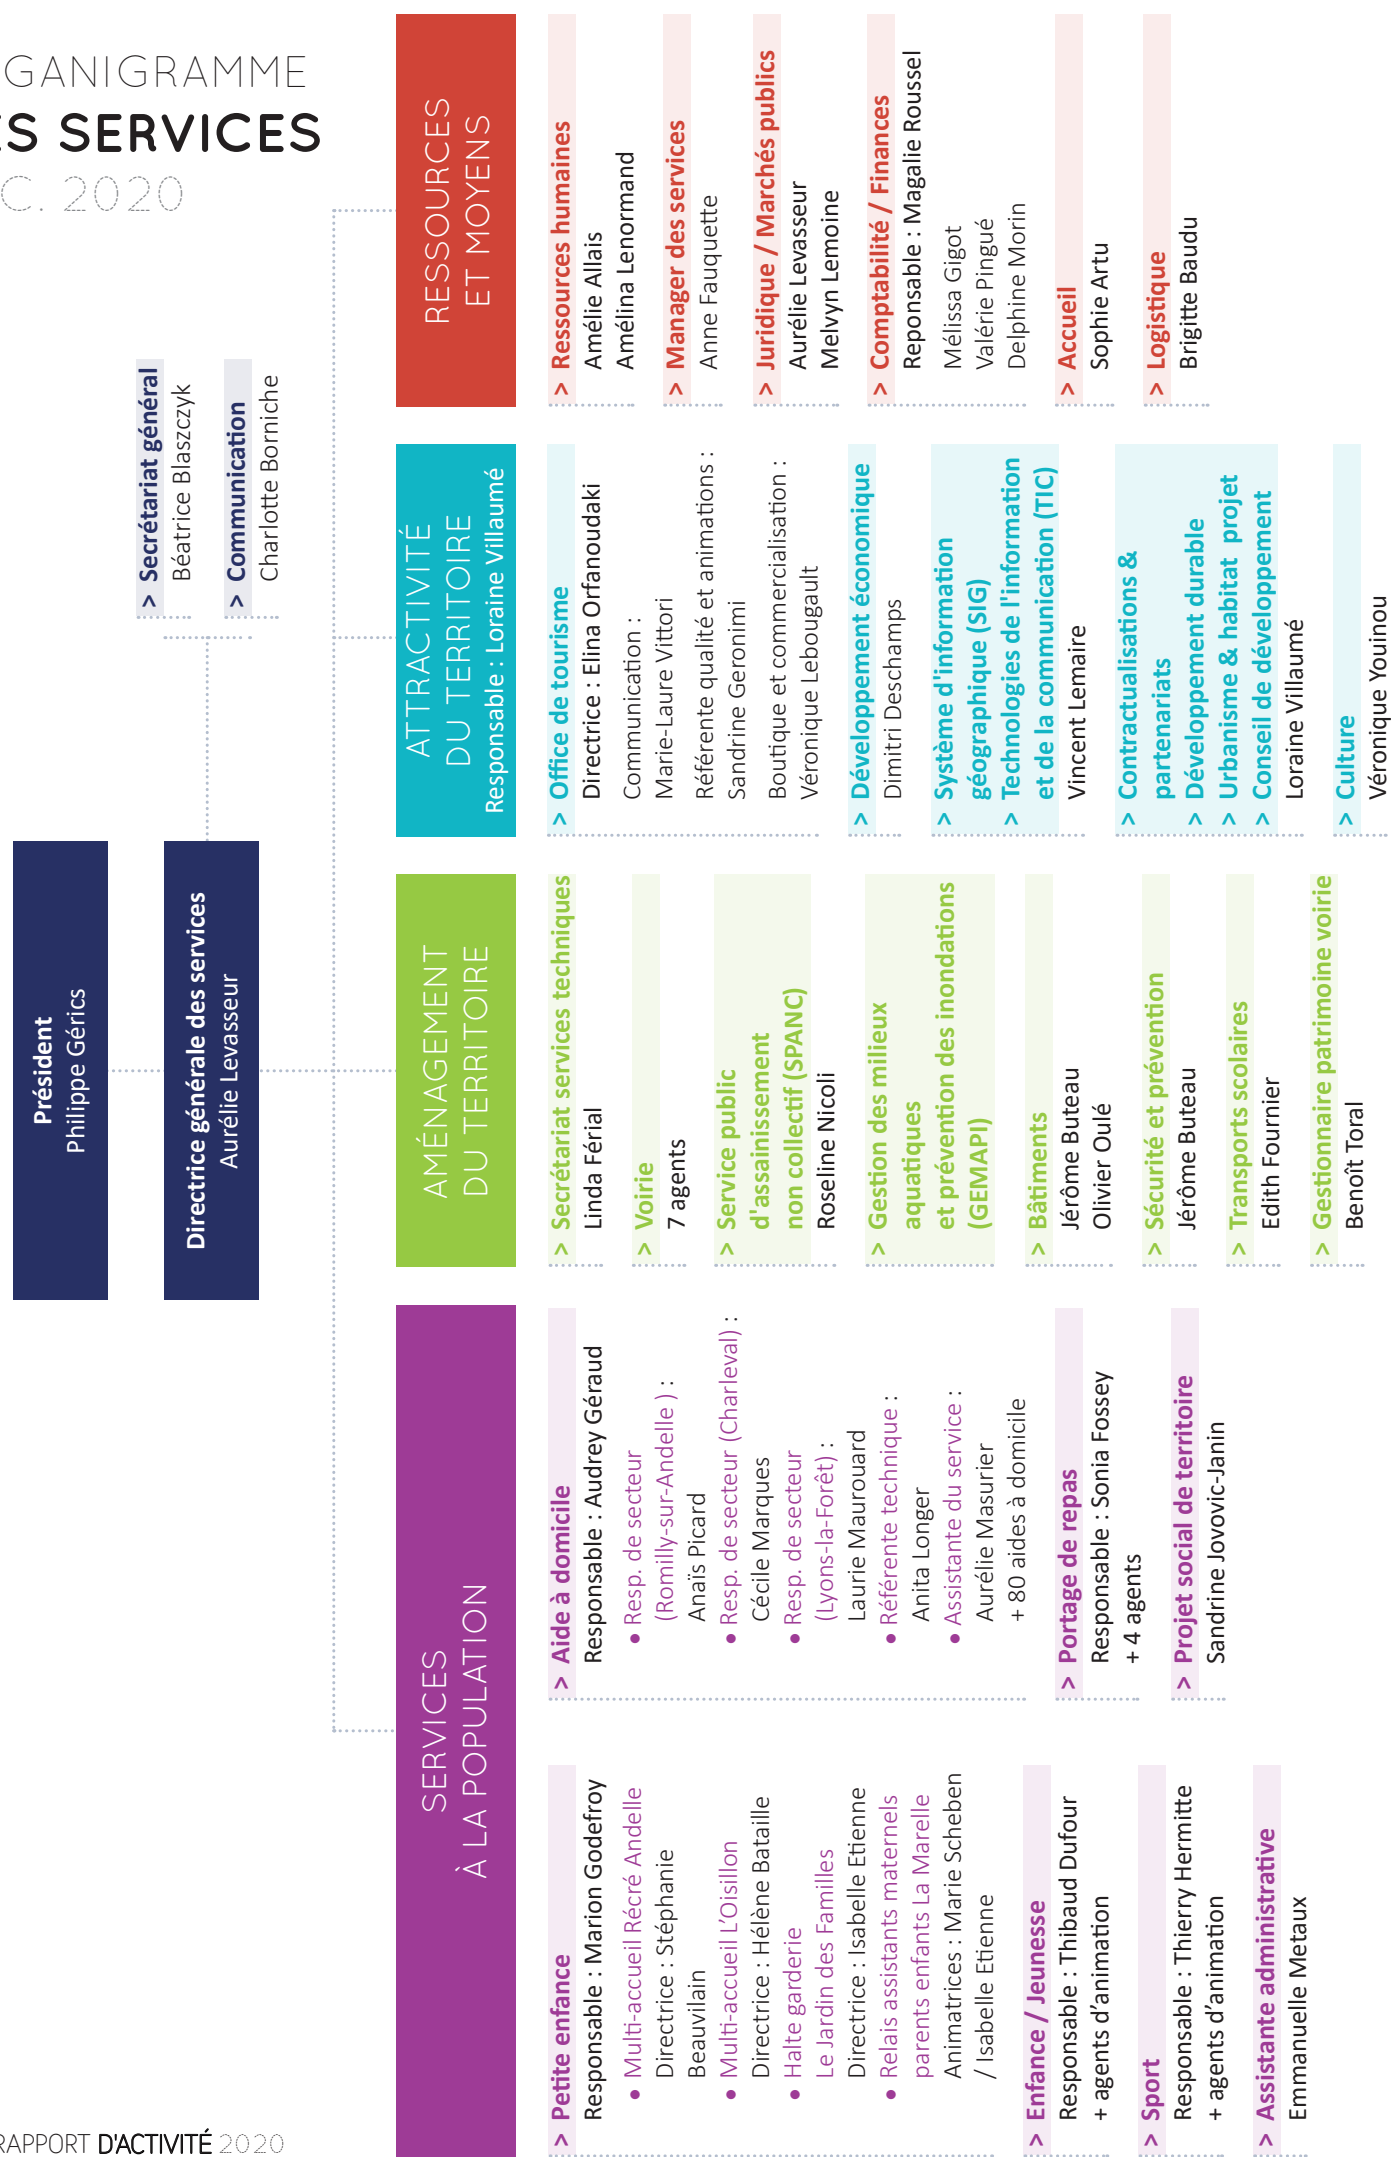 GANIGRAMME
ES SERVICES
C. 2020
Président
Philippe Gérics
Directrice générale des services
Aurélie Levasseur
> Secrétariat général
Béatrice Blaszczyk
> Communication
Charlotte Borniche
SERVICES
À LA POPULATION
> Petite enfance
Responsable : Marion Godefroy
• Multi-accueil Récré Andelle
Directrice : Stéphanie
Beauvilain
• Multi-accueil L’Oisillon
Directrice : Hélène Bataille
• Halte garderie
Le Jardin des Familles
Directrice : Isabelle Etienne
• Relais assistants maternels
parents enfants La Marelle
Animatrices : Marie Scheben
/ Isabelle Etienne
> Enfance / Jeunesse
Responsable : Thibaud Dufour
+ agents d’animation
> Sport
Responsable : Thierry Hermitte
+ agents d’animation
> Assistante administrative
Emmanuelle Metaux
> Aide à domicile
Responsable : Audrey Géraud
• Resp. de secteur
(Romilly-sur-Andelle ) :
Anaïs Picard
• Resp. de secteur (Charleval) :
Cécile Marques
• Resp. de secteur
(Lyons-la-Forêt) :
Laurie Maurouard
• Référente technique :
Anita Longer
• Assistante du service :
Aurélie Masurier
+ 80 aides à domicile
> Portage de repas
Responsable : Sonia Fossey
+ 4 agents
> Projet social de territoire
Sandrine Jovovic-Janin
AMÉNAGEMENT
DU TERRITOIRE
> Secrétariat services techniques
Linda Férial
> Voirie
7 agents
> Service public
d'assainissement
non collectif (SPANC)
Roseline Nicoli
> Gestion des milieux
aquatiques
et prévention des inondations
(GEMAPI)
> Bâtiments
Jérôme Buteau
Olivier Oulé
> Sécurité et prévention
Jérôme Buteau
> Transports scolaires
Edith Fournier
> Gestionnaire patrimoine voirie
Benoît Toral
ATTRACTIVITÉ
DU TERRITOIRE
Responsable : Loraine Villaumé
> Office de tourisme
Directrice : Elina Orfanoudaki
Communication :
Marie-Laure Vittori
Référente qualité et animations :
Sandrine Geronimi
Boutique et commercialisation :
Véronique Lebougault
> Développement économique
Dimitri Deschamps
> Système d'information
géographique (SIG)
> Technologies de l'information
et de la communication (TIC)
Vincent Lemaire
> Contractualisations &
partenariats
> Développement durable
> Urbanisme & habitat projet
> Conseil de développement
Loraine Villaumé
> Culture
Véronique Youinou
RESSOURCES
ET MOYENS
> Ressources humaines
Amélie Allais
Amélina Lenormand
> Manager des services
Anne Fauquette
> Juridique / Marchés publics
Aurélie Levasseur
Melvyn Lemoine
> Comptabilité / Finances
Reponsable : Magalie Roussel
Mélissa Gigot
Valérie Pingué
Delphine Morin
> Accueil
Sophie Artu
> Logistique
Brigitte Baudu
RAPPORT D'ACTIVITÉ 2020